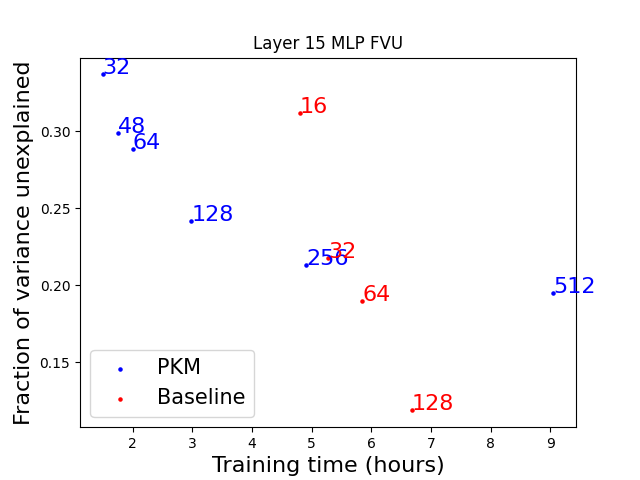 Layer 15 MLP FVU
Fraction of variance unexplained
0.30
0.25
0.20
0.15
32
48
64
128
256
512
16
32
64
128
PKM
Baseline
2 3 4 5 6 7 8 9
Training time (hours)